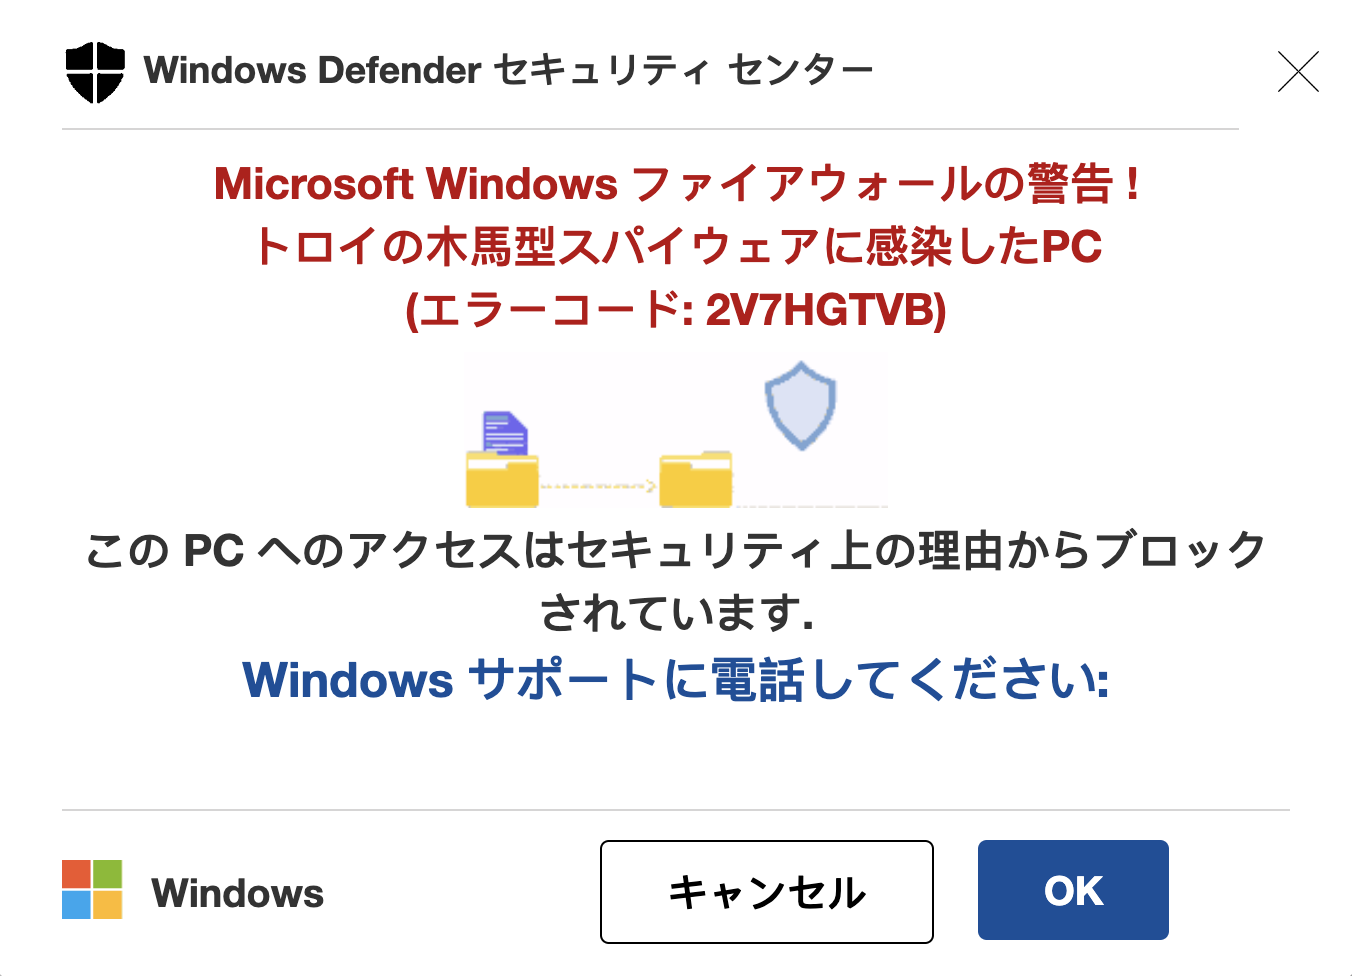 Windows Defender セキュリティ センター
Microsoft Windows ファイアウォールの警告 !
トロイの木馬型スパイウェアに感染したPC
(エラーコード: 2V7HGTVB)
この PC へのアクセスはセキュリティ上の理由からブロック
されています.
Windows サポートに電話してください:
Windows
キャンセル
OK